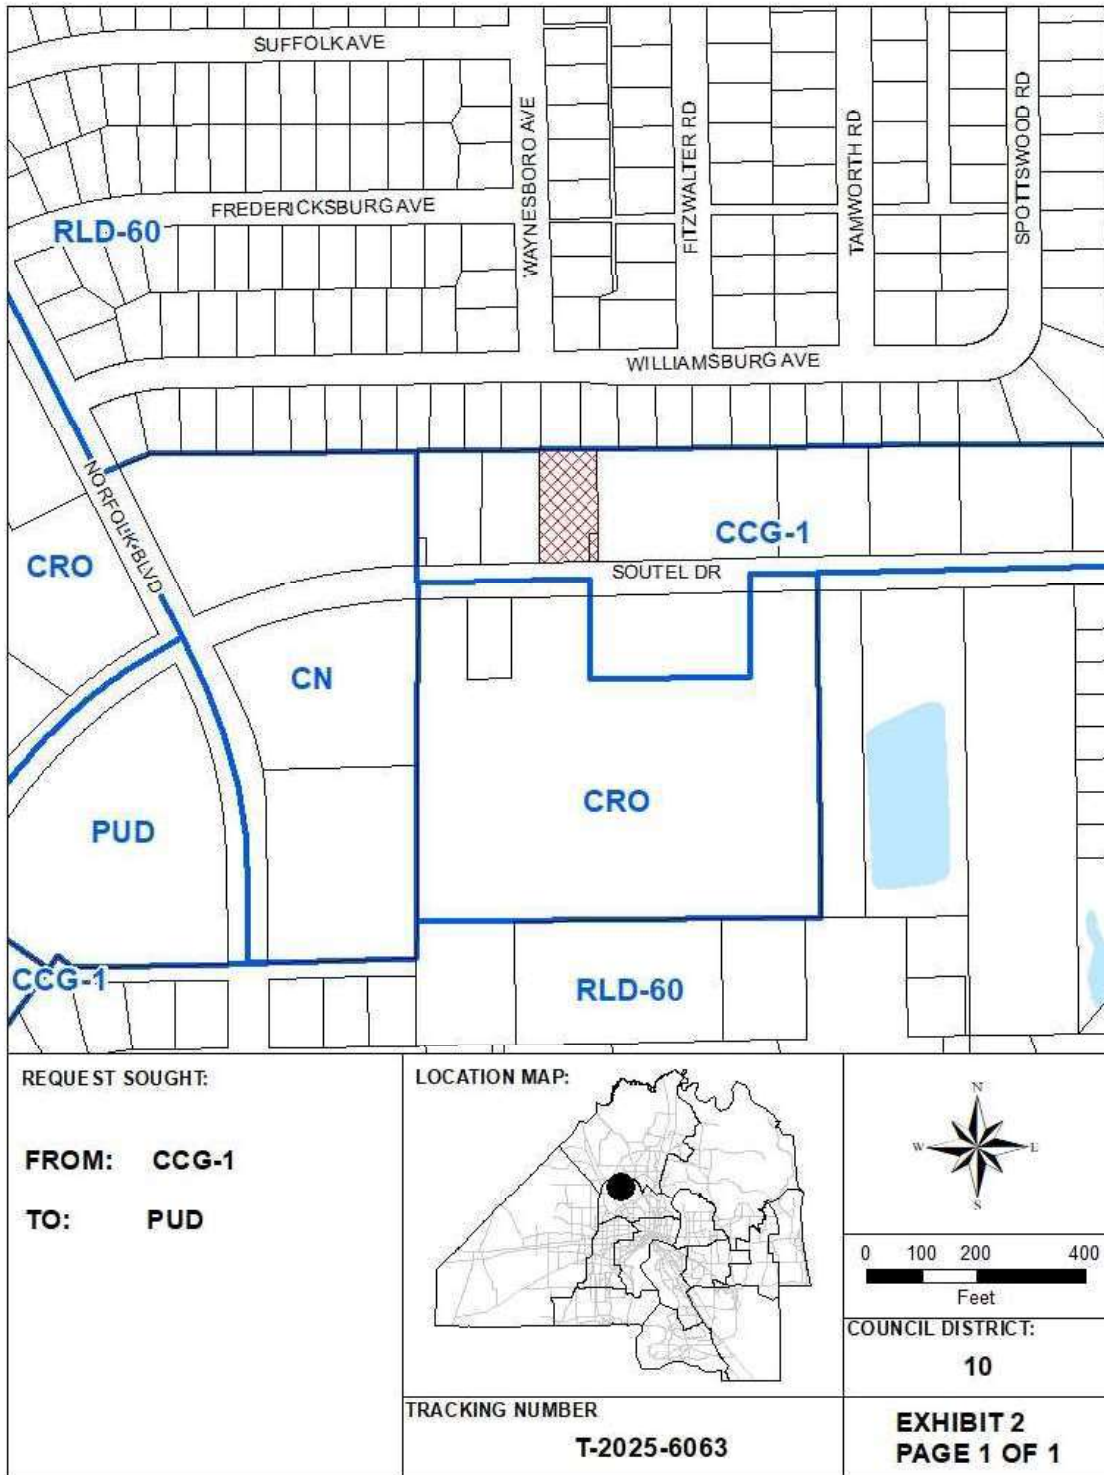 SUFFOLK AVE
WAYNESBORO AVE
FITZWALTER RD
TAMWORTH RD
SPOTTSWOOD RD
FREDERICKSBURG AVE
RLD-60
WILLIAMSBURG AVE
NORFOLK BLVD
CCG-1
CRO
SOUTEL DR
CN
CRO
PUD
CCG-1
RLD-60
REQUEST SOUGHT:
FROM: CCG-1
TO: PUD
LOCATION MAP:
N
W E
S
0 100 200 400
Feet
COUNCIL DISTRICT:
10
TRACKING NUMBER
T-2025-6063
EXHIBIT 2
PAGE 1 OF 1